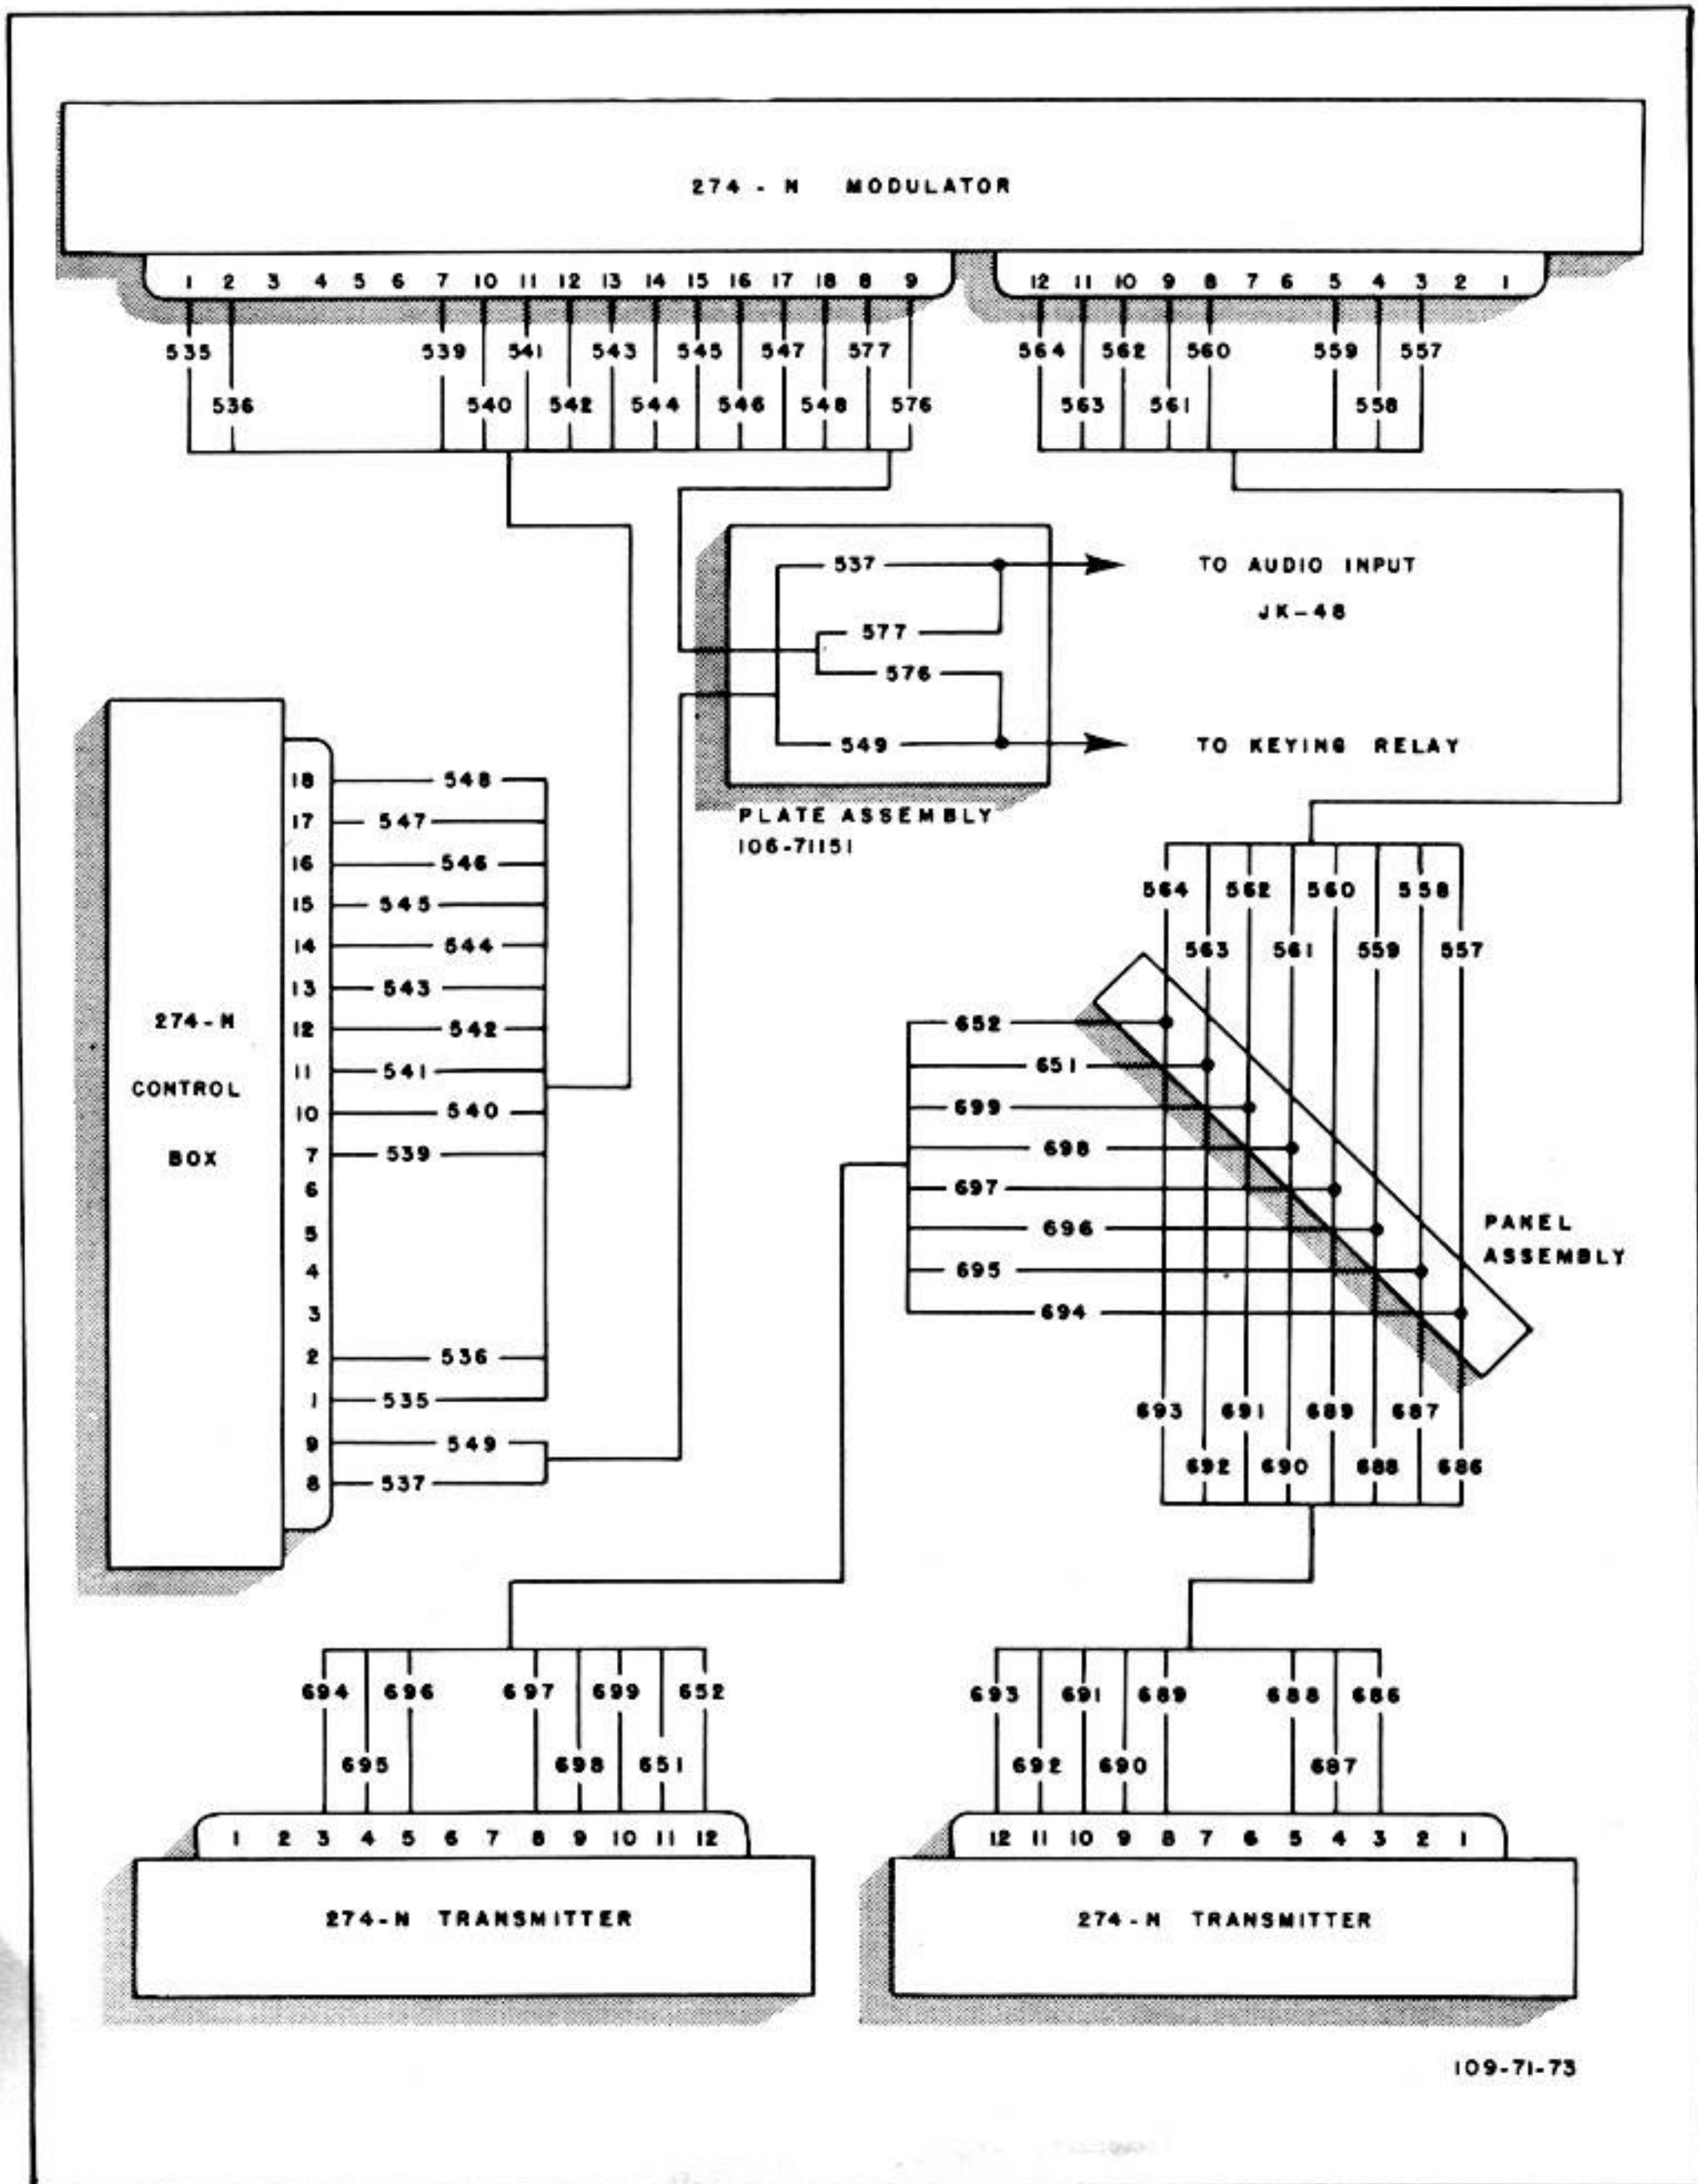 274 - N MODULATOR
1 2 3 4 5 6 7 10 11 12 13 14 15 16 17 18 8 9
12 11 10 9 8 7 6 5 4 3 2 1
535 539 541 543 545 547 577
564 562 560 559 557
536 540 542 544 546 548 576
563 561 558
537
TO AUDIO INPUT
JK-48
577
576
549
TO KEYING RELAY
PLATE ASSEMBLY
106-71151
274-N
CONTROL
BOX
18 548
17 547
16 546
15 545
14 544
13 543
12 542
11 541
10 540
7 539
6
5
4
3
2 536
1 535
9 549
8 537
564 562 560 558
563 561 559 557
652
651
699
698
697
696
695
694
PANEL
ASSEMBLY
693 691 689 687
692 690 688 686
694 696 697 699 652
695 698 651
1 2 3 4 5 6 7 8 9 10 11 12
274-N TRANSMITTER
693 691 689 688 686
692 690 687
12 11 10 9 8 7 6 5 4 3 2 1
274-N TRANSMITTER
109-71-73